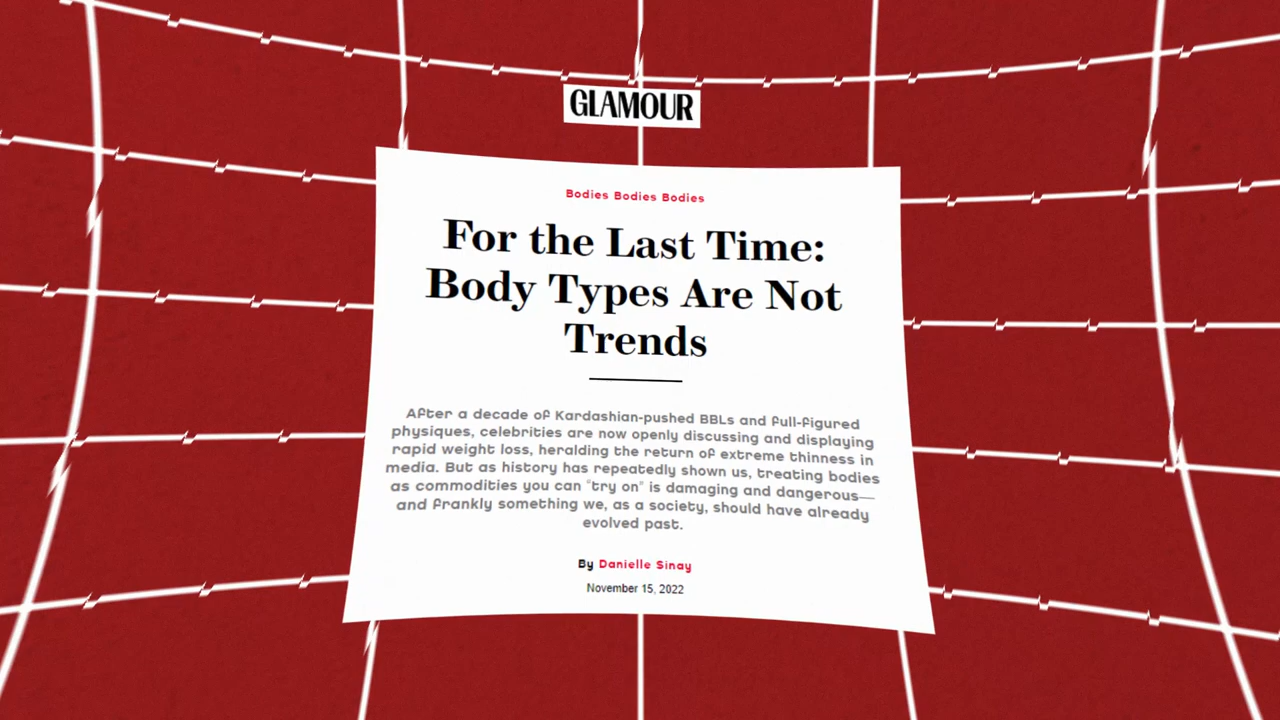 GLAMOUR
Bodies Bodies Bodies
For the Last Time:
Body Types Are Not
Trends
After a decade of Kardashian-pushed BBLs and full-figured
physiques, celebrities are now openly discussing and displaying
rapid weight loss, heralding the return of extreme thinness in
media. But as history has repeatedly shown us, treating bodies
as commodities you can "try on" is damaging and dangerous—
and frankly something we, as a society, should have already
evolved past.
By Danielle Sinay
November 15, 2022